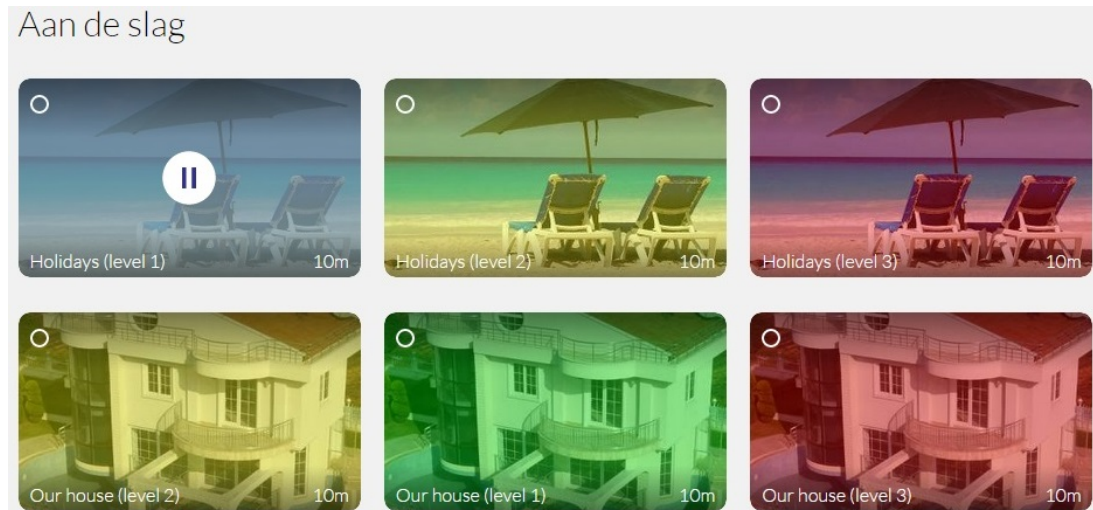 Aan de slag
Holidays (level 1) 10m
Holidays (level 2) 10m
Holidays (level 3) 10m
Our house (level 2) 10m
Our house (level 1) 10m
Our house (level 3) 10m